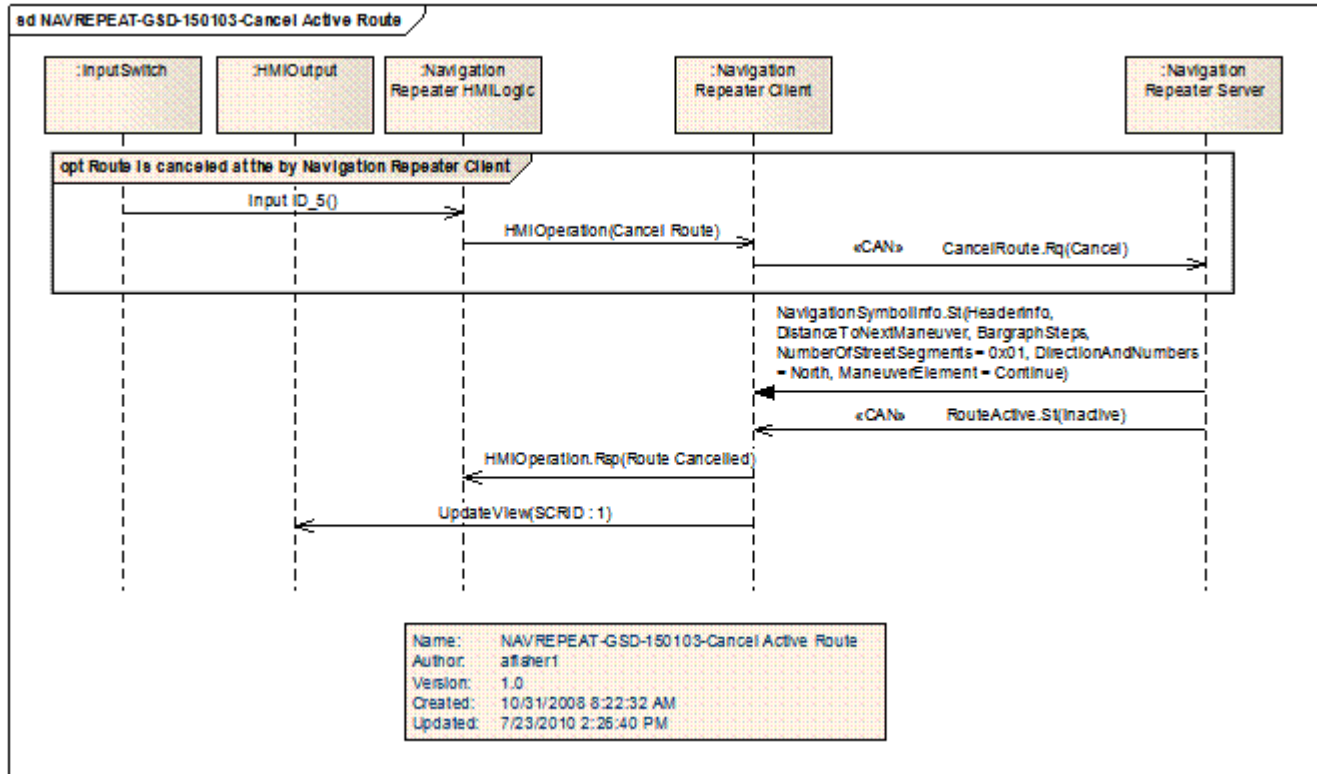 sd NAVREPEAT-GSD-150103-Cancel Active Route
:InputSwitch
:HMIOutput
:Navigation
Repeater HMILogic
:Navigation
Repeater Client
:Navigation
Repeater Server
opt Route is canceled at the by Navigation Repeater Client
Input ID_5()
HMIOperation(Cancel Route)
«CAN» CancelRoute.Rq(Cancel)
NavigationSymbolInfo.St(HeaderInfo,
DistanceToNextManeuver, BargraphSteps,
NumberOfStreetSegments = 0x01, DirectionAndNumbers
= North, ManeuverElement = Continue)
«CAN» RouteActive.St(Inactive)
HMIOperation.Rsp(Route Cancelled)
UpdateView(SCRID : 1)
Name: NAVREPEAT-GSD-150103-Cancel Active Route
Author: afisher1
Version: 1.0
Created: 10/31/2008 8:22:32 AM
Updated: 7/23/2010 2:26:40 PM